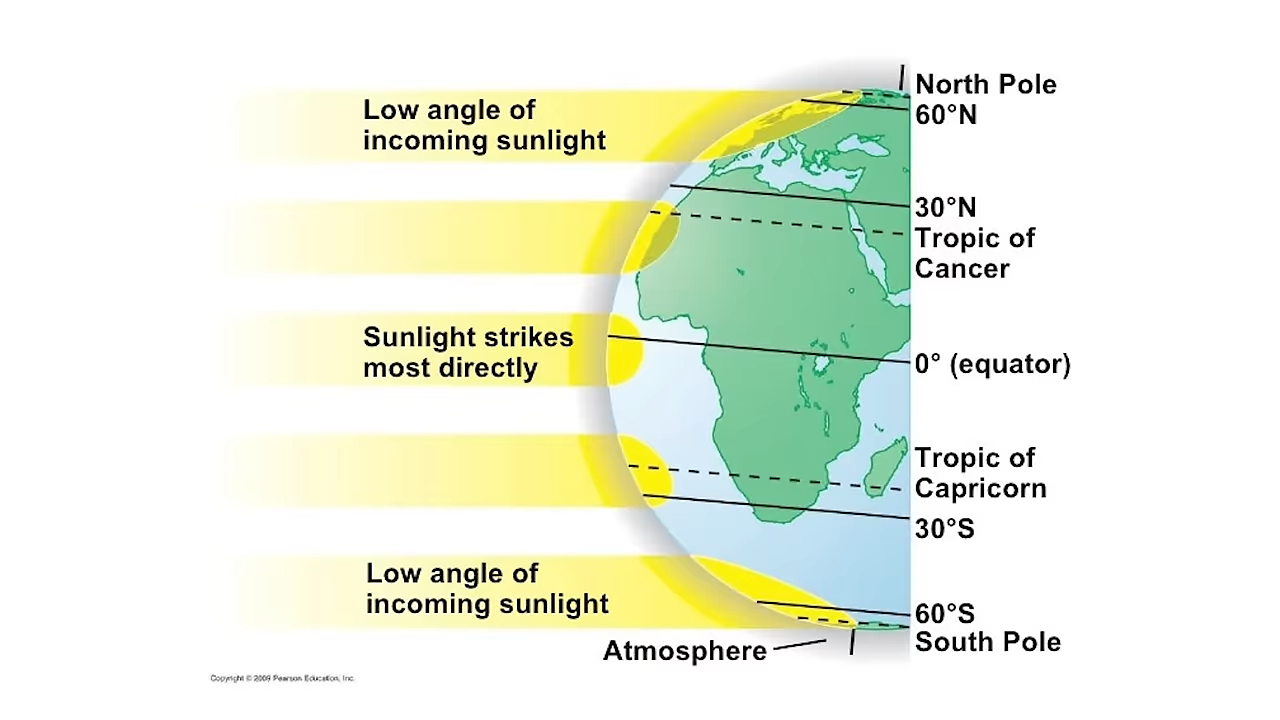 North Pole
60°N
Low angle of
incoming sunlight
30°N
Tropic of
Cancer
Sunlight strikes
most directly
0° (equator)
Tropic of
Capricorn
30°S
Low angle of
incoming sunlight
60°S
South Pole
Atmosphere
Copyright © 2009 Pearson Education, Inc.